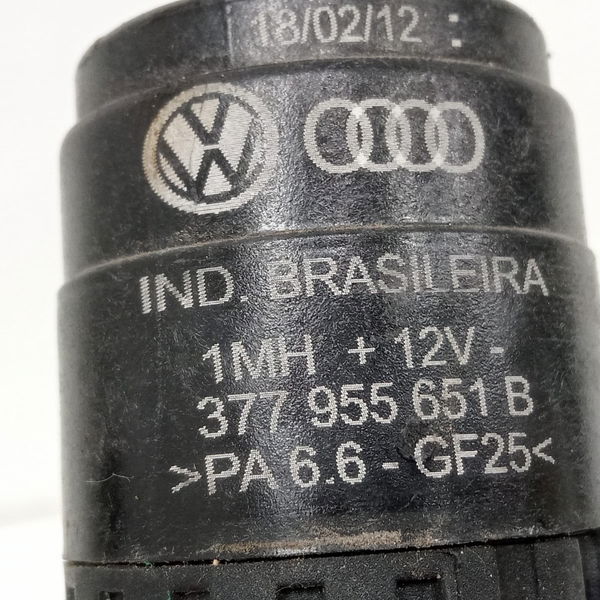 18/02/12 :
IND. BRASILEIRA
1MH + 12V -
377 955 651 B
>PA 6.6 - GF25<